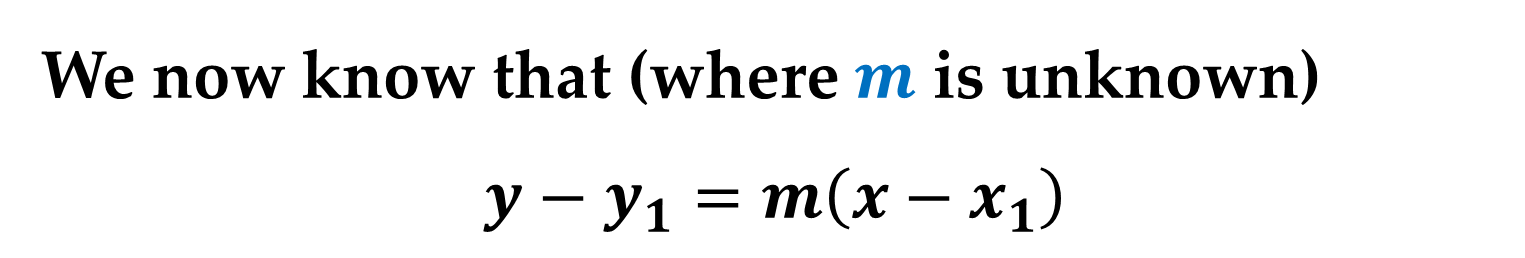 We now know that (where m is unknown)
y − y₁ = m(x − x₁)